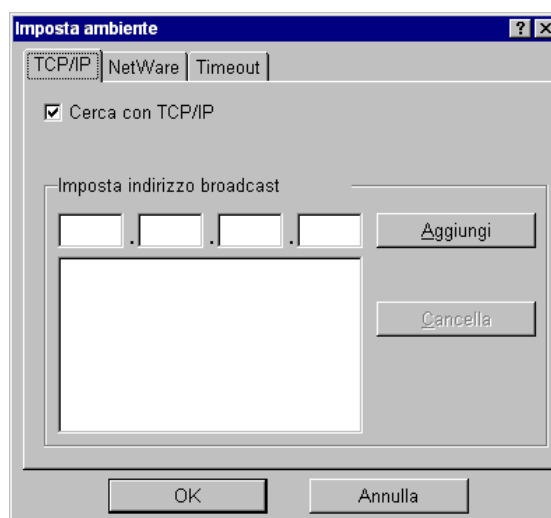 Imposta ambiente
TCP/IP NetWare Timeout
Cerca con TCP/IP
Imposta indirizzo broadcast
. . . Aggiungi
Cancella
OK Annulla